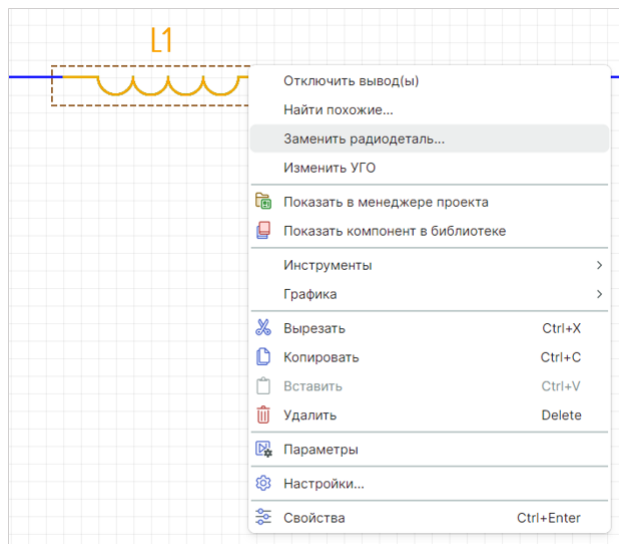 L1
Отключить вывод(ы)
Найти похожие...
Заменить радиодеталь...
Изменить УГО
Показать в менеджере проекта
Показать компонент в библиотеке
Инструменты
Графика
Вырезать Ctrl+X
Копировать Ctrl+C
Вставить Ctrl+V
Удалить Delete
Параметры
Настройки...
Свойства Ctrl+Enter